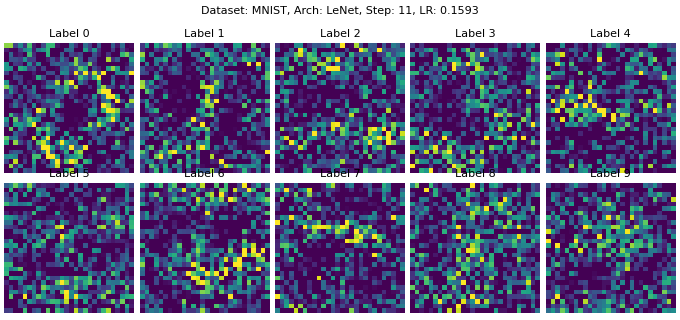 Dataset: MNIST, Arch: LeNet, Step: 11, LR: 0.1593
Label 0 Label 1 Label 2 Label 3 Label 4
Label 5 Label 6 Label 7 Label 8 Label 9